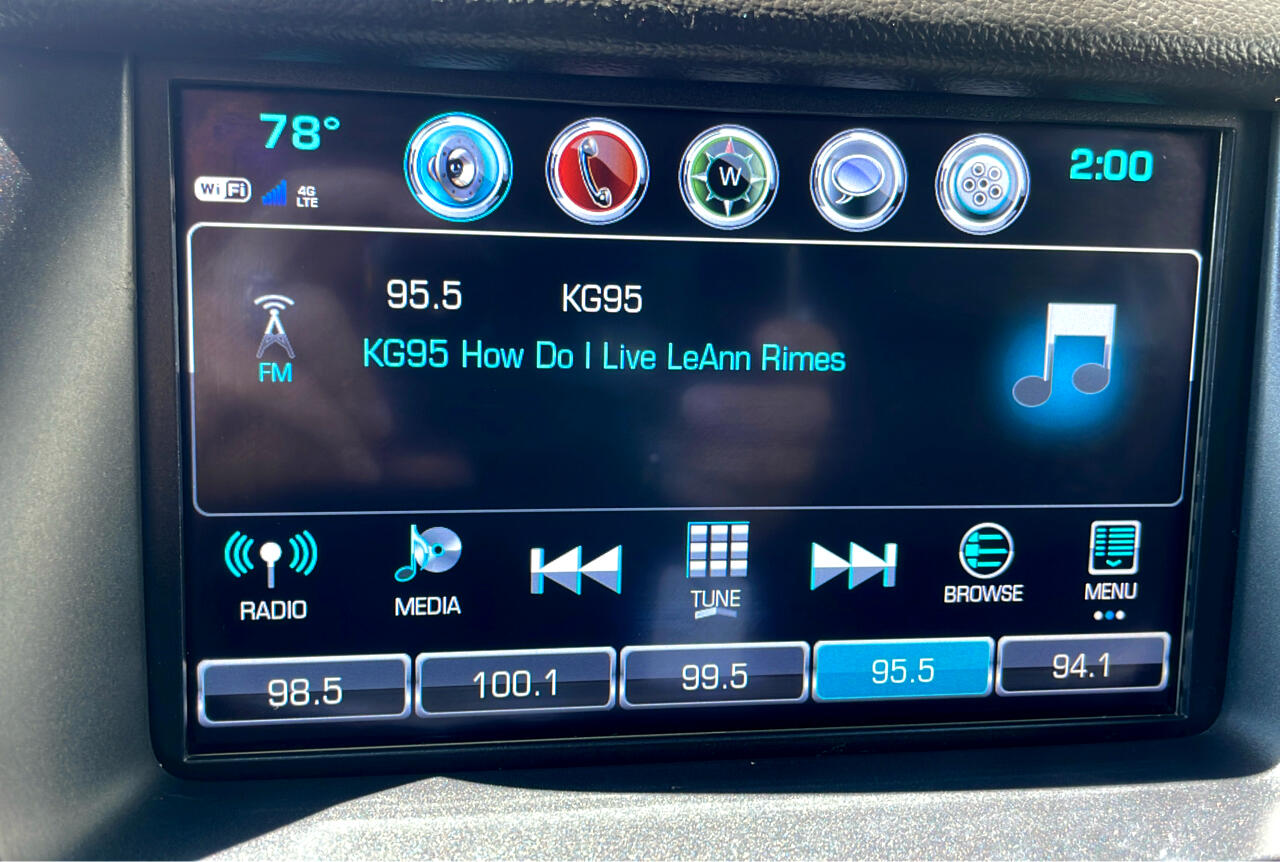 78°
2:00
WiFi
4G
LTE
W
95.5 KG95
KG95 How Do I Live LeAnn Rimes
FM
RADIO
MEDIA
TUNE
BROWSE
MENU
98.5
100.1
99.5
95.5
94.1